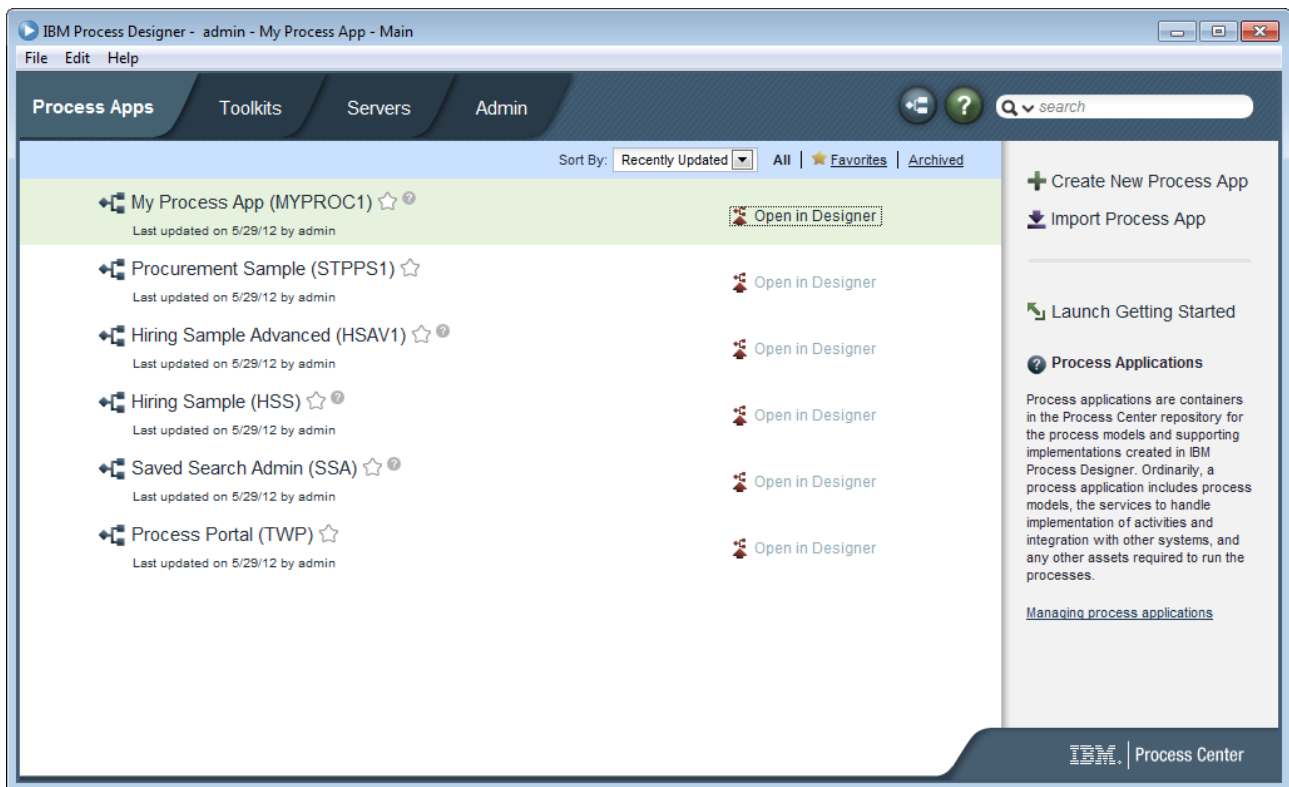 IBM Process Designer - admin - My Process App - Main
File Edit Help
Process Apps Toolkits Servers Admin ? search
Sort By: Recently Updated All | Favorites | Archived
My Process App (MYPROC1) ?
Last updated on 5/29/12 by admin
Open in Designer
Procurement Sample (STPPS1)
Last updated on 5/29/12 by admin
Open in Designer
Hiring Sample Advanced (HSAV1) ?
Last updated on 5/29/12 by admin
Open in Designer
Hiring Sample (HSS) ?
Last updated on 5/29/12 by admin
Open in Designer
Saved Search Admin (SSA) ?
Last updated on 5/29/12 by admin
Open in Designer
Process Portal (TWP)
Last updated on 5/29/12 by admin
Open in Designer
Create New Process App
Import Process App
Launch Getting Started
? Process Applications
Process applications are containers
in the Process Center repository for
the process models and supporting
implementations created in IBM
Process Designer. Ordinarily, a
process application includes process
models, the services to handle
implementation of activities and
integration with other systems, and
any other assets required to run the
processes.
Managing process applications
IBM. | Process Center